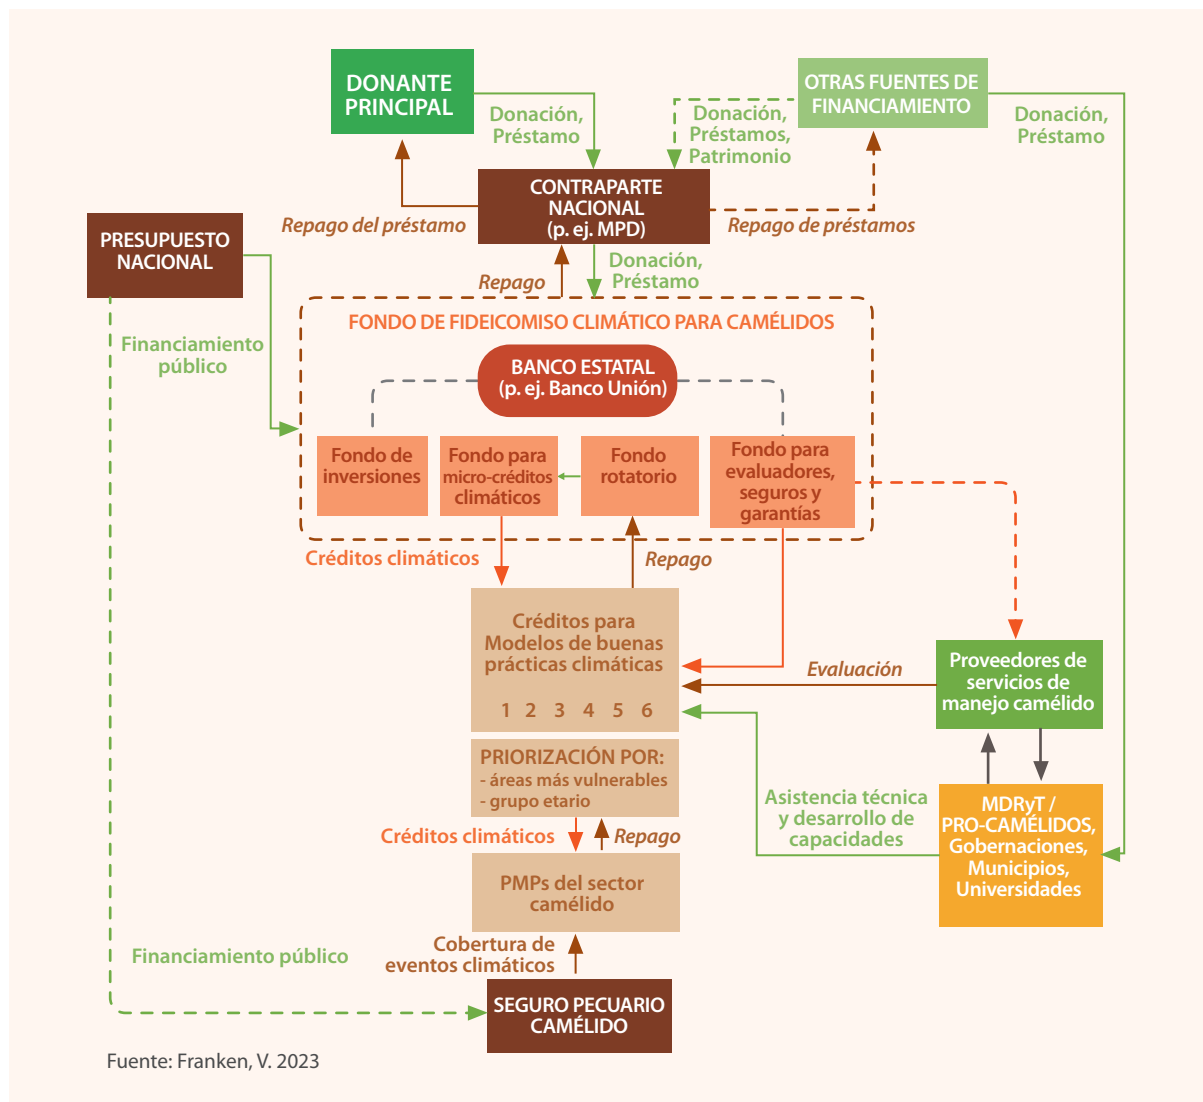 DONANTE
PRINCIPAL
OTRAS FUENTES DE
FINANCIAMIENTO
Donación,
Préstamo
Donación,
Préstamos,
Patrimonio
Donación,
Préstamo
CONTRAPARTE
NACIONAL
(p. ej. MPD)
Repago del préstamo
Repago de préstamos
PRESUPUESTO
NACIONAL
Repago
Donación,
Préstamo
Financiamiento
público
FONDO DE FIDEICOMISO CLIMÁTICO PARA CAMÉLIDOS
BANCO ESTATAL
(p. ej. Banco Unión)
Fondo de
inversiones
Fondo para
micro-créditos
climáticos
Fondo
rotatorio
Fondo para
evaluadores,
seguros y
garantías
Créditos climáticos
Repago
Créditos para
Modelos de buenas
prácticas climáticas
1 2 3 4 5 6
Evaluación
Proveedores de
servicios de
manejo camélido
PRIORIZACIÓN POR:
- áreas más vulnerables
- grupo etario
Asistencia técnica
y desarrollo de
capacidades
MDRyT /
PRO-CAMÉLIDOS,
Gobernaciones,
Municipios,
Universidades
Créditos climáticos
Repago
PMPs del sector
camélido
Financiamiento público
Cobertura de
eventos climáticos
SEGURO PECUARIO
CAMÉLIDO
Fuente: Franken, V. 2023